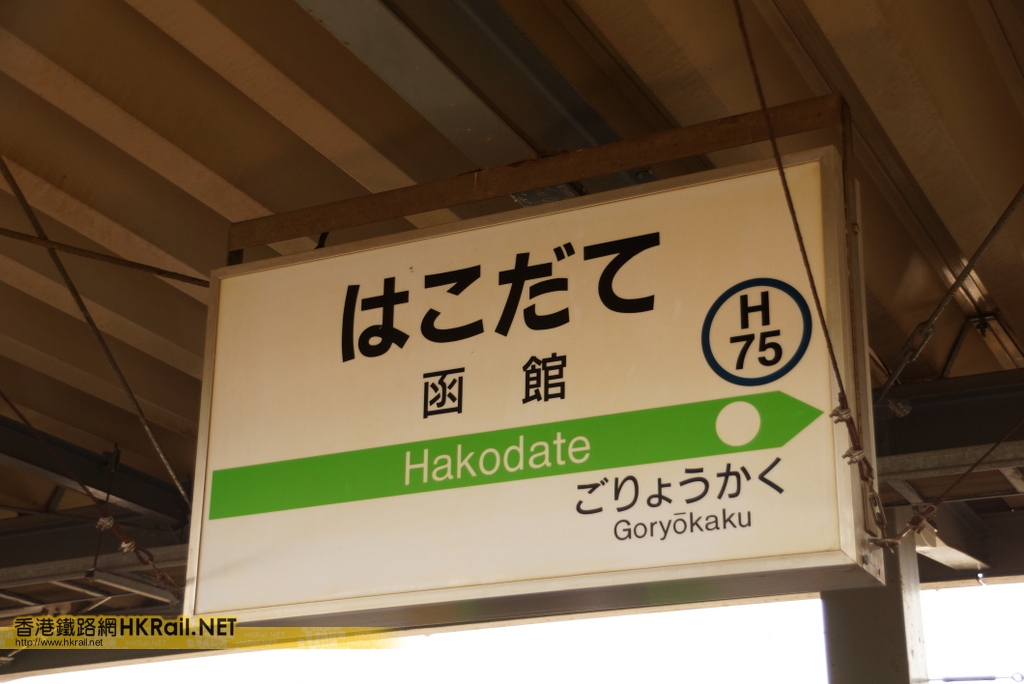 はこだて
函館
H
75
Hakodate
ごりょうかく
Goryōkaku
香港鐵路網HKRail.NET
http://www.hkrail.net